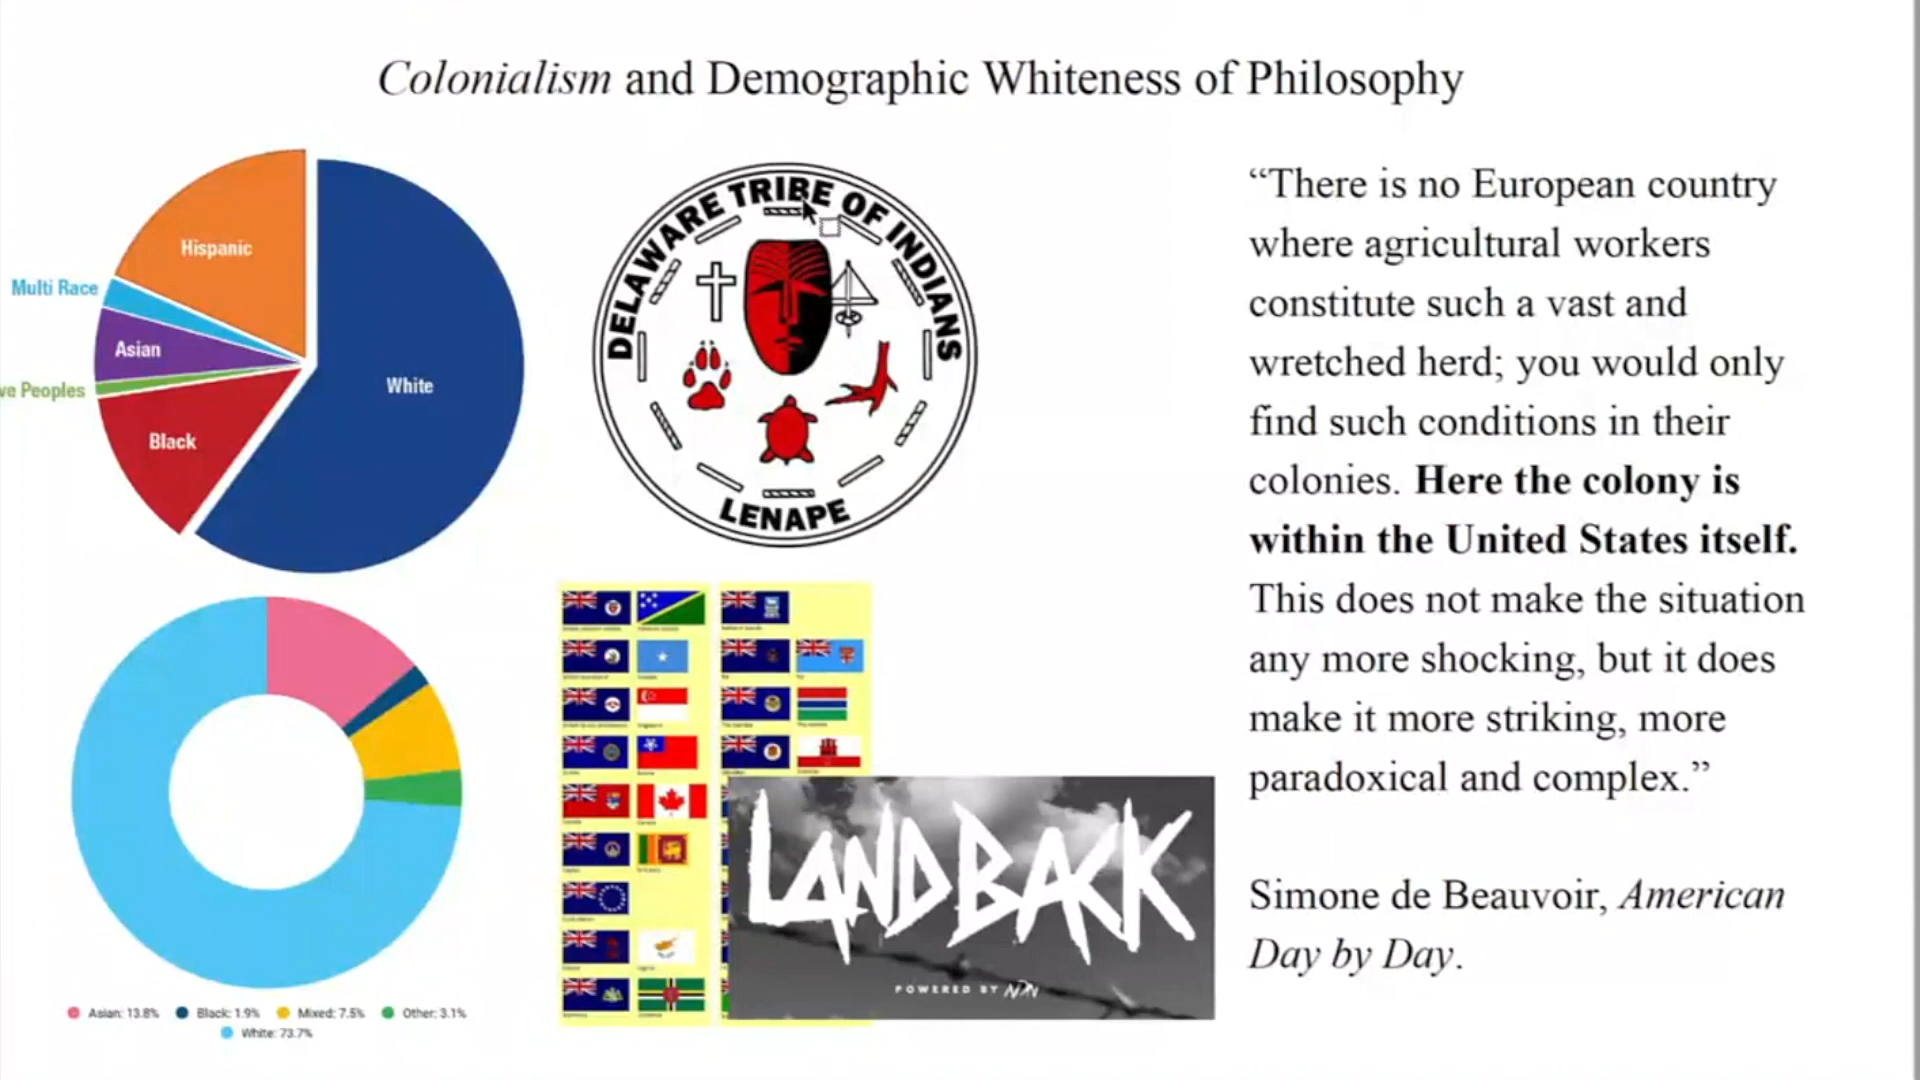 Colonialism and Demographic Whiteness of Philosophy
Hispanic
Multi Race
Asian
ve Peoples
Black
White
DELAWARE TRIBE OF INDIANS
LENAPE
“There is no European country
where agricultural workers
constitute such a vast and
wretched herd; you would only
find such conditions in their
colonies. Here the colony is
within the United States itself.
This does not make the situation
any more shocking, but it does
make it more striking, more
paradoxical and complex.”
Simone de Beauvoir, American
Day by Day.
LANDBACK
POWERED BY NDN
Asian: 13.8% Black: 1.9% Mixed: 7.5% Other: 3.1%
White: 73.7%